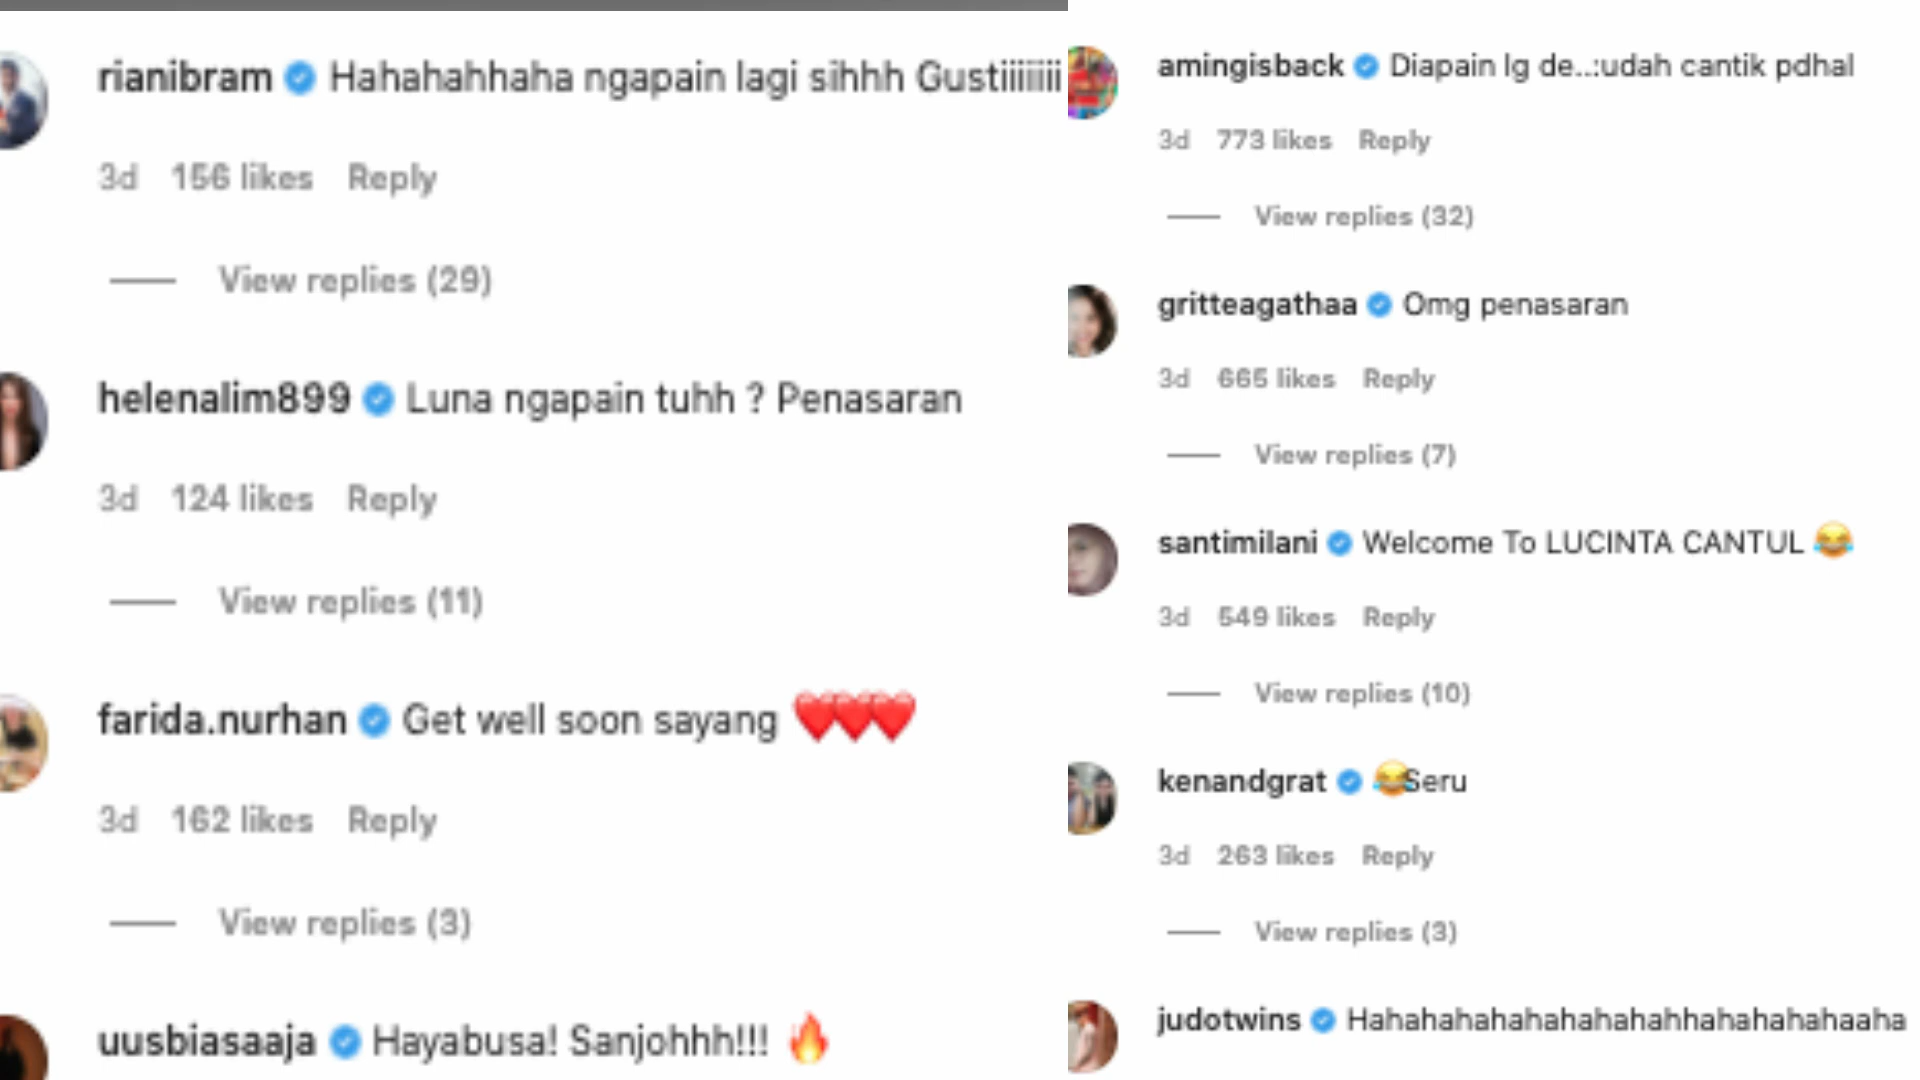 rianibram Hahahahhaha ngapain lagi sihhh Gustiiiiiiii
3d 156 likes Reply
View replies (29)
helenalim899 Luna ngapain tuhh ? Penasaran
3d 124 likes Reply
View replies (11)
farida.nurhan Get well soon sayang ❤️❤️❤️
3d 162 likes Reply
View replies (3)
uusbiasaaja Hayabusa! Sanjohhh!!! 🔥
amingisback Diapain lg de..:udah cantik pdhal
3d 773 likes Reply
View replies (32)
gritteagathaa Omg penasaran
3d 665 likes Reply
View replies (7)
santimilani Welcome To LUCINTA CANTUL 😂
3d 549 likes Reply
View replies (10)
kenandgrat 😂Seru
3d 263 likes Reply
View replies (3)
judotwins Hahahahahahahahahahhahahahahaaha